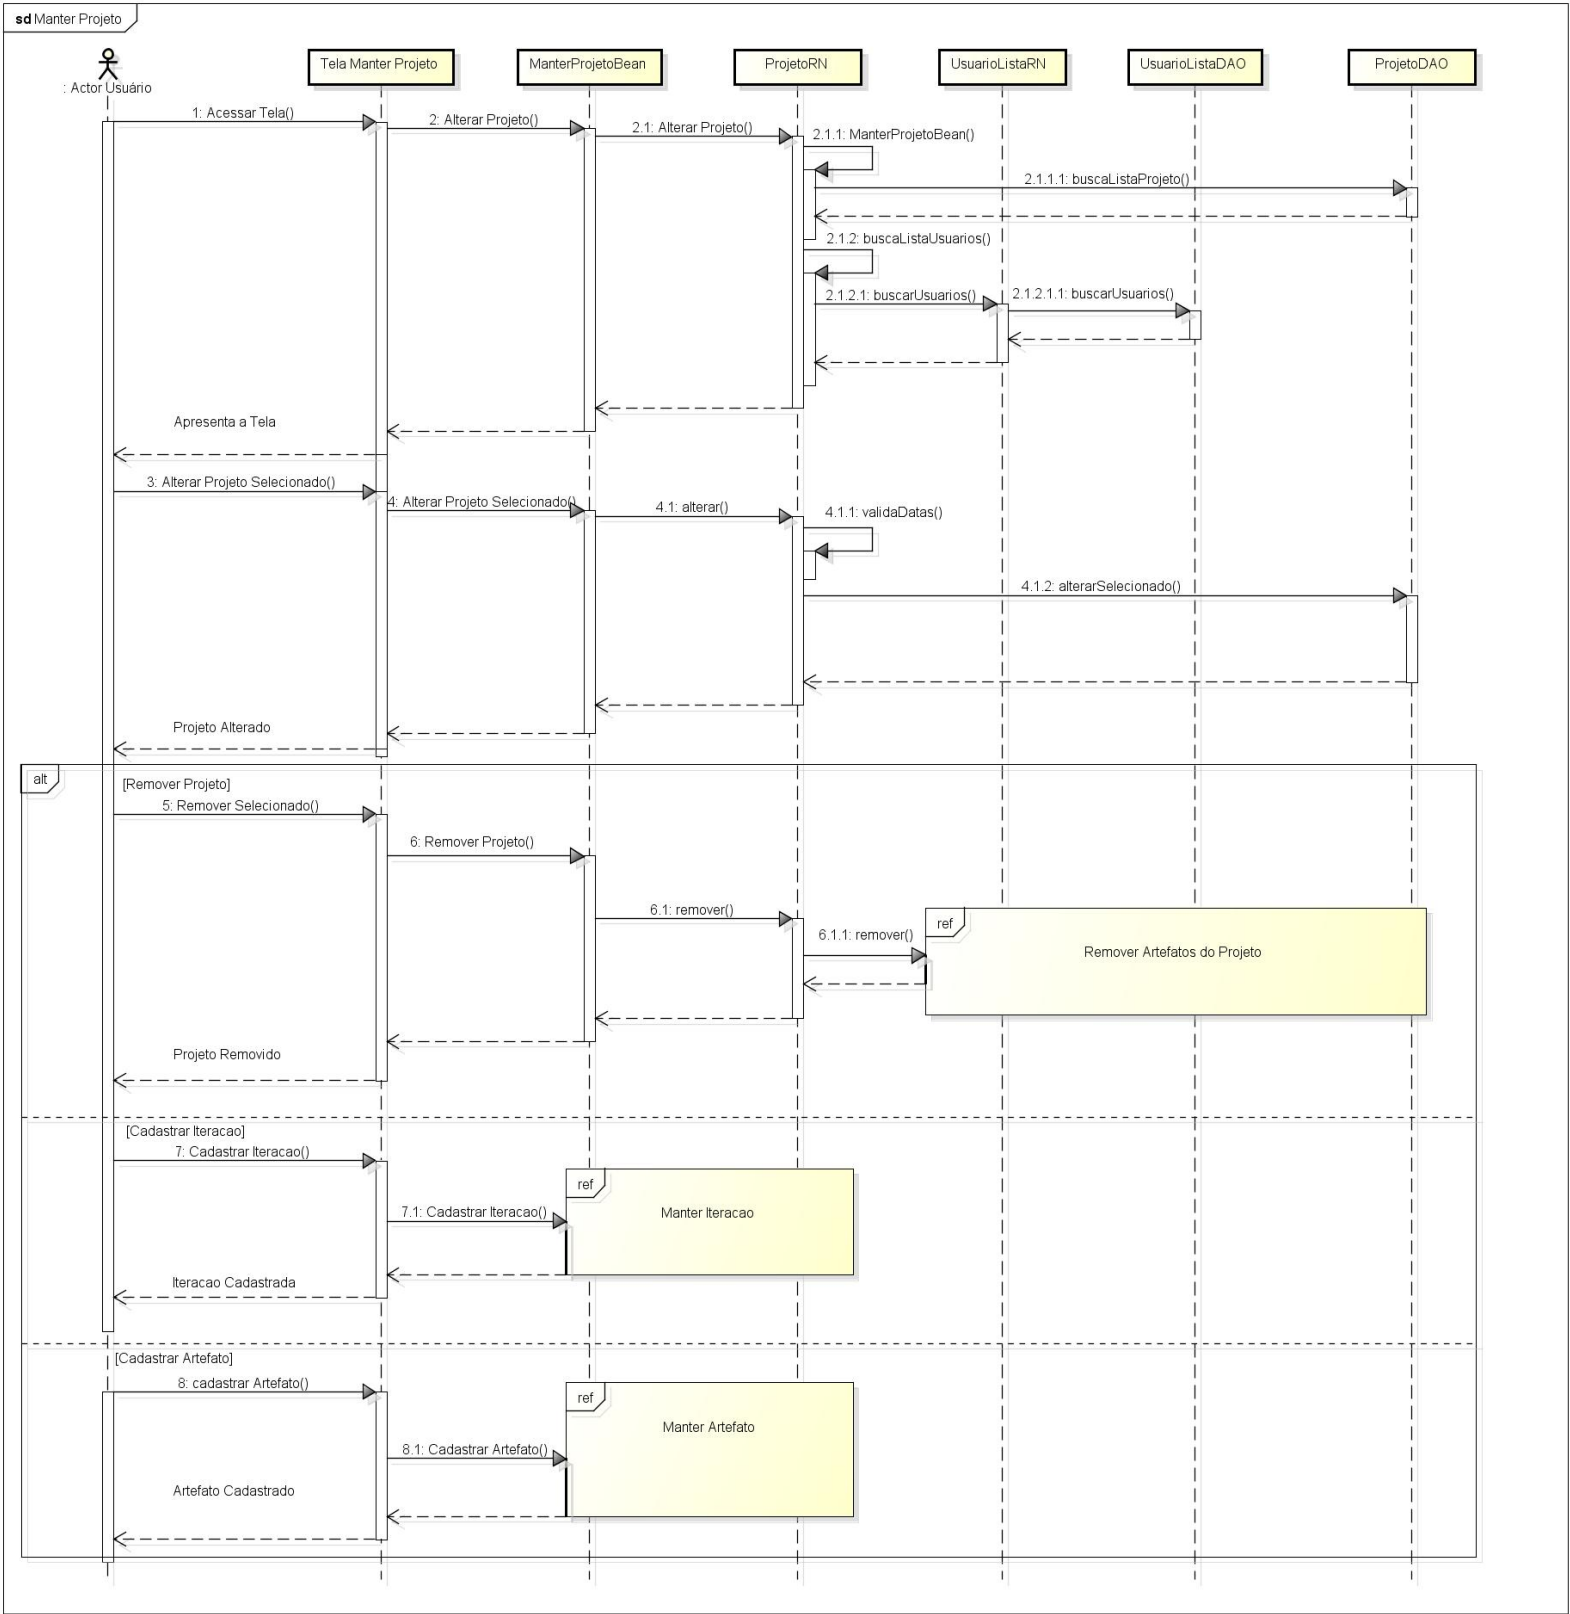 sd Manter Projeto
: Actor Usuário
Tela Manter Projeto
ManterProjetoBean
ProjetoRN
UsuarioListaRN
UsuarioListaDAO
ProjetoDAO
1: Acessar Tela()
2: Alterar Projeto()
2.1: Alterar Projeto()
2.1.1: ManterProjetoBean()
2.1.1.1: buscaListaProjeto()
2.1.2: buscaListaUsuarios()
2.1.2.1: buscarUsuarios()
2.1.2.1.1: buscarUsuarios()
Apresenta a Tela
3: Alterar Projeto Selecionado()
4: Alterar Projeto Selecionado()
4.1: alterar()
4.1.1: validaDatas()
4.1.2: alterarSelecionado()
Projeto Alterado
alt
[Remover Projeto]
5: Remover Selecionado()
6: Remover Projeto()
6.1: remover()
6.1.1: remover()
ref
Remover Artefatos do Projeto
Projeto Removido
[Cadastrar Iteracao]
7: Cadastrar Iteracao()
ref
7.1: Cadastrar Iteracao()
Manter Iteracao
Iteracao Cadastrada
[Cadastrar Artefato]
8: cadastrar Artefato()
ref
Manter Artefato
8.1: Cadastrar Artefato()
Artefato Cadastrado